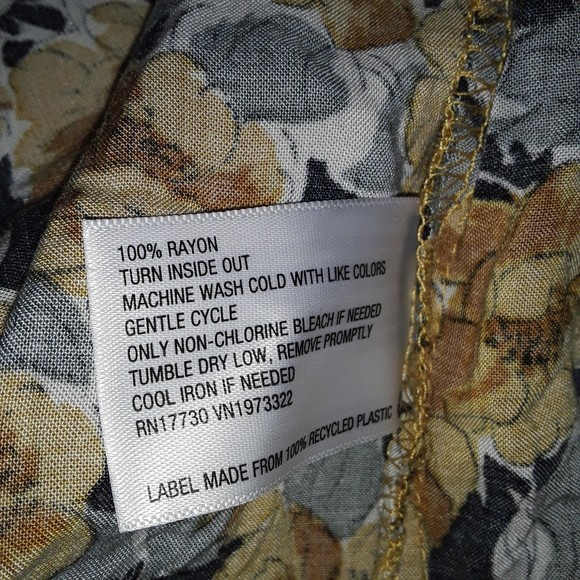 100% RAYON
TURN INSIDE OUT
MACHINE WASH COLD WITH LIKE COLORS
GENTLE CYCLE
ONLY NON-CHLORINE BLEACH IF NEEDED
TUMBLE DRY LOW, REMOVE PROMPTLY
COOL IRON IF NEEDED
RN17730 VN1973322
LABEL MADE FROM 100% RECYCLED PLASTIC